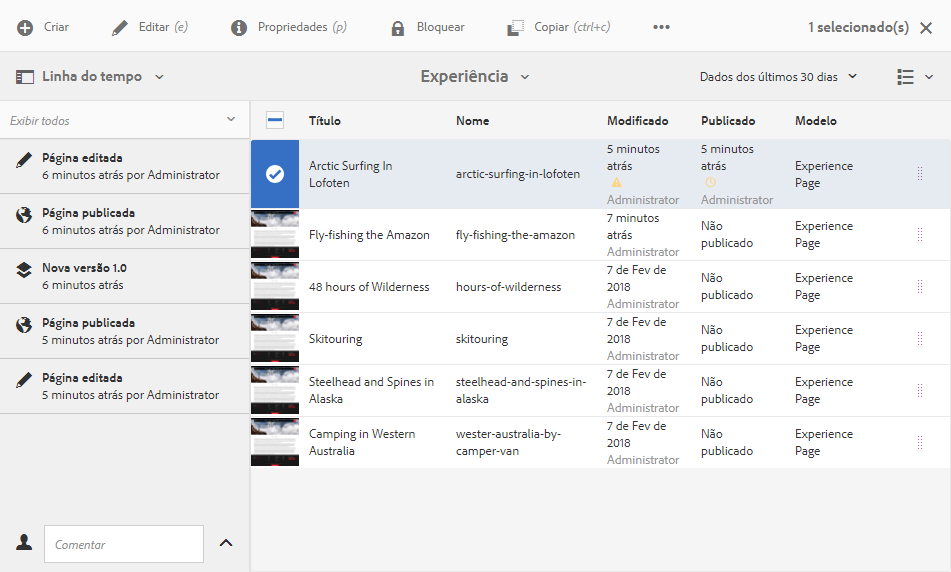 Criar Editar (e) Propriedades (p) Bloquear Copiar (ctrl+c) ••• 1 selecionado(s)
Linha do tempo Experiência Dados dos últimos 30 dias
Exibir todos
Página editada
6 minutos atrás por Administrator
Página publicada
6 minutos atrás por Administrator
Nova versão 1.0
6 minutos atrás
Página publicada
5 minutos atrás por Administrator
Página editada
5 minutos atrás por Administrator
Comentar
Título Nome Modificado Publicado Modelo
Arctic Surfing In
Lofoten
arctic-surfing-in-lofoten
5 minutos
atrás
Administrator
5 minutos
atrás
Administrator
Experience
Page
Fly-fishing the Amazon
fly-fishing-the-amazon
7 minutos
atrás
Administrator
Não
publicado
Experience
Page
48 hours of Wilderness
hours-of-wilderness
7 de Fev de
2018
Administrator
Não
publicado
Experience
Page
Skitouring
skitouring
7 de Fev de
2018
Administrator
Não
publicado
Experience
Page
Steelhead and Spines in
Alaska
steelhead-and-spines-in-
alaska
7 de Fev de
2018
Administrator
Não
publicado
Experience
Page
Camping in Western
Australia
wester-australia-by-
camper-van
7 de Fev de
2018
Administrator
Não
publicado
Experience
Page